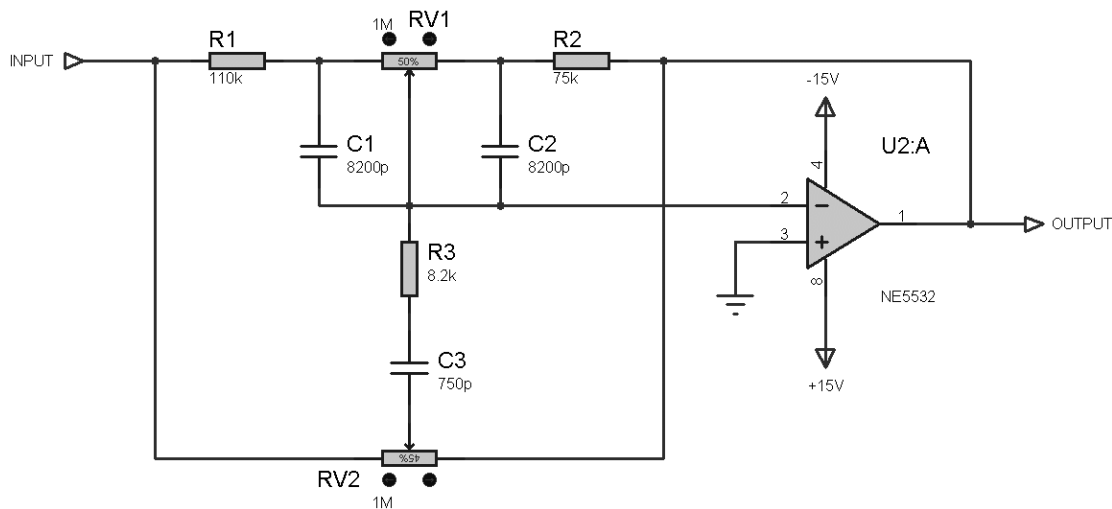 1M RV1
R1
110k
50%
R2
75k
INPUT
-15V
C1
8200p
C2
8200p
U2:A
4
2
3
1
8
OUTPUT
R3
8.2k
NE5532
C3
750p
+15V
45%
RV2
1M